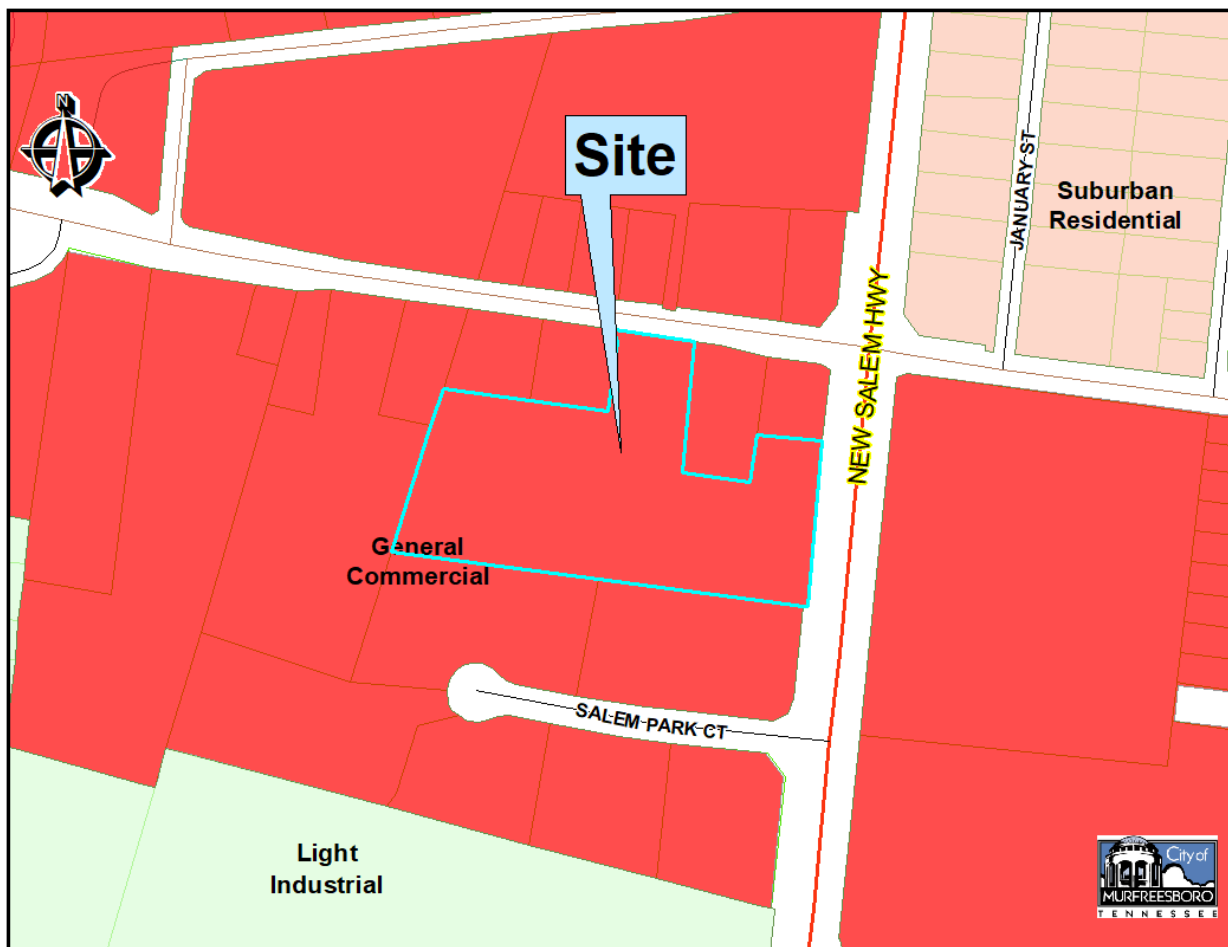 N
Site
JANUARY ST
Suburban
Residential
NEW SALEM HWY
General
Commercial
SALEM PARK CT
Light
Industrial
City of
MURFREESBORO
TENNESSEE